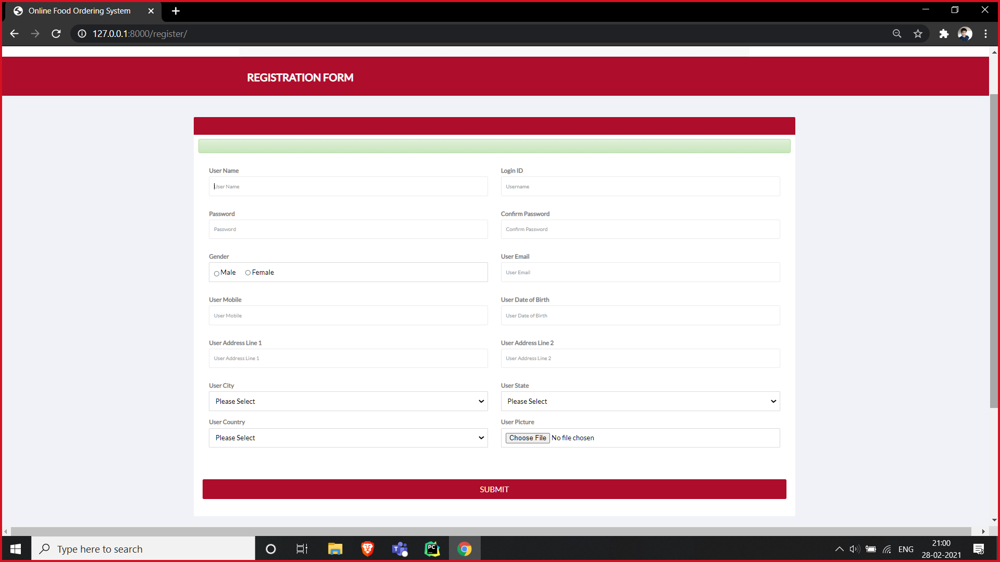 Online Food Ordering System
127.0.0.1:8000/register/
REGISTRATION FORM
User Name Login ID
User Name Username
Password Confirm Password
Password Confirm Password
Gender User Email
Male Female User Email
User Mobile User Date of Birth
User Mobile User Date of Birth
User Address Line 1 User Address Line 2
User Address Line 1 User Address Line 2
User City User State
Please Select Please Select
User Country User Picture
Please Select Choose File No file chosen
SUBMIT
Type here to search
ENG
21:00
28-02-2021